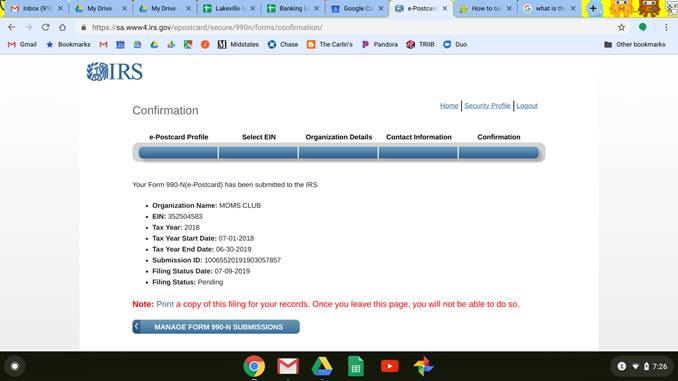 Inbox (910
My Drive -
My Drive -
Lakeville M
Banking L
Google Ca
e-Postcard
How to tak
what is the
https://sa.www4.irs.gov/epostcard/secure/990n/forms/confirmation/
Gmail
Bookmarks
Midstates
Chase
The Carlin's
Pandora
TRIIB
Duo
Other bookmarks
IRS
Home | Security Profile | Logout
Confirmation
e-Postcard Profile
Select EIN
Organization Details
Contact Information
Confirmation
Your Form 990-N(e-Postcard) has been submitted to the IRS
Organization Name: MOMS CLUB
EIN: 352504583
Tax Year: 2018
Tax Year Start Date: 07-01-2018
Tax Year End Date: 06-30-2019
Submission ID: 10065520191903057857
Filing Status Date: 07-09-2019
Filing Status: Pending
Note: Print a copy of this filing for your records. Once you leave this page, you will not be able to do so.
MANAGE FORM 990-N SUBMISSIONS
1
7:26